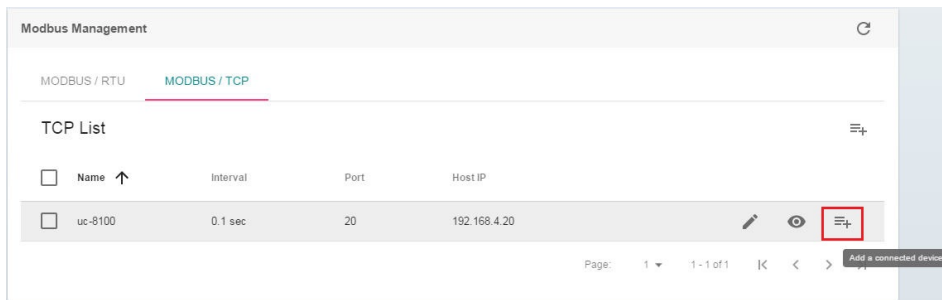 Modbus Management
MODBUS / RTU MODBUS / TCP
TCP List
Name Interval Port Host IP
uc-8100 0.1 sec 20 192.168.4.20
Page: 1 1 - 1 of 1
Add a connected device